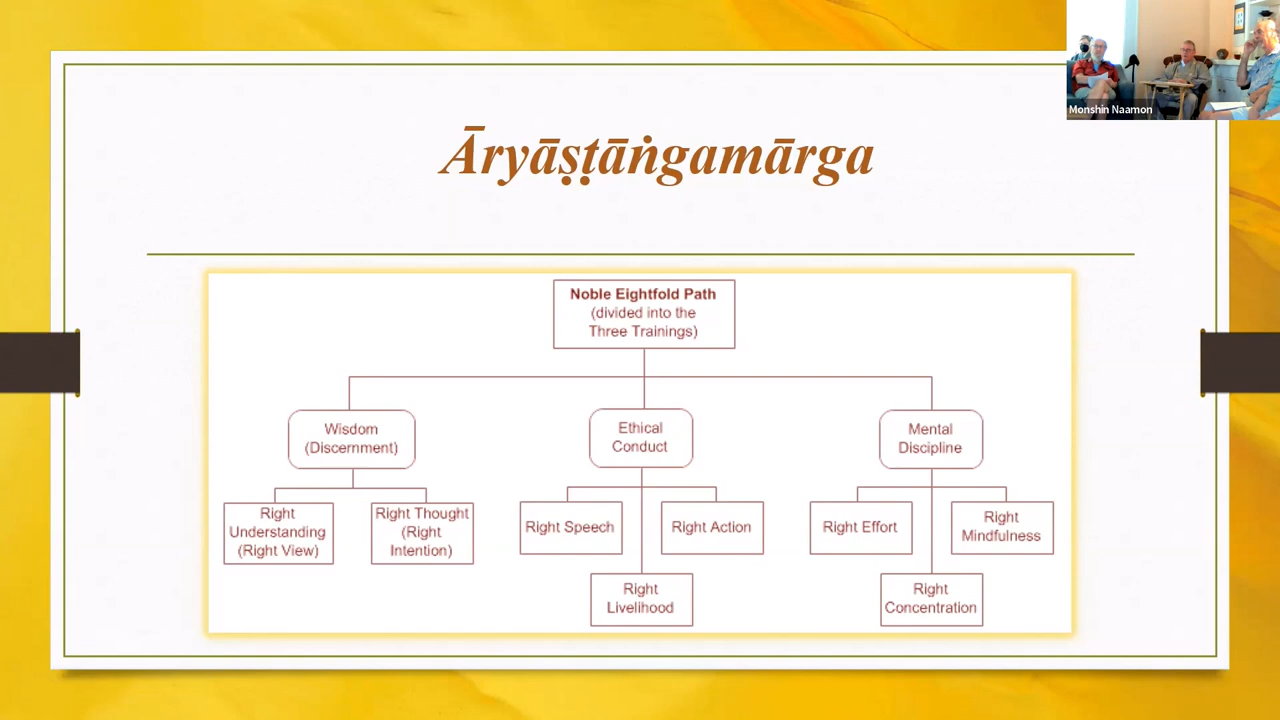 Monshin Naamon
Āryāṣṭāṅgamārga
Noble Eightfold Path
(divided into the
Three Trainings)
Wisdom
(Discernment)
Ethical
Conduct
Mental
Discipline
Right
Understanding
(Right View)
Right Thought
(Right
Intention)
Right Speech
Right Action
Right
Livelihood
Right Effort
Right
Mindfulness
Right
Concentration